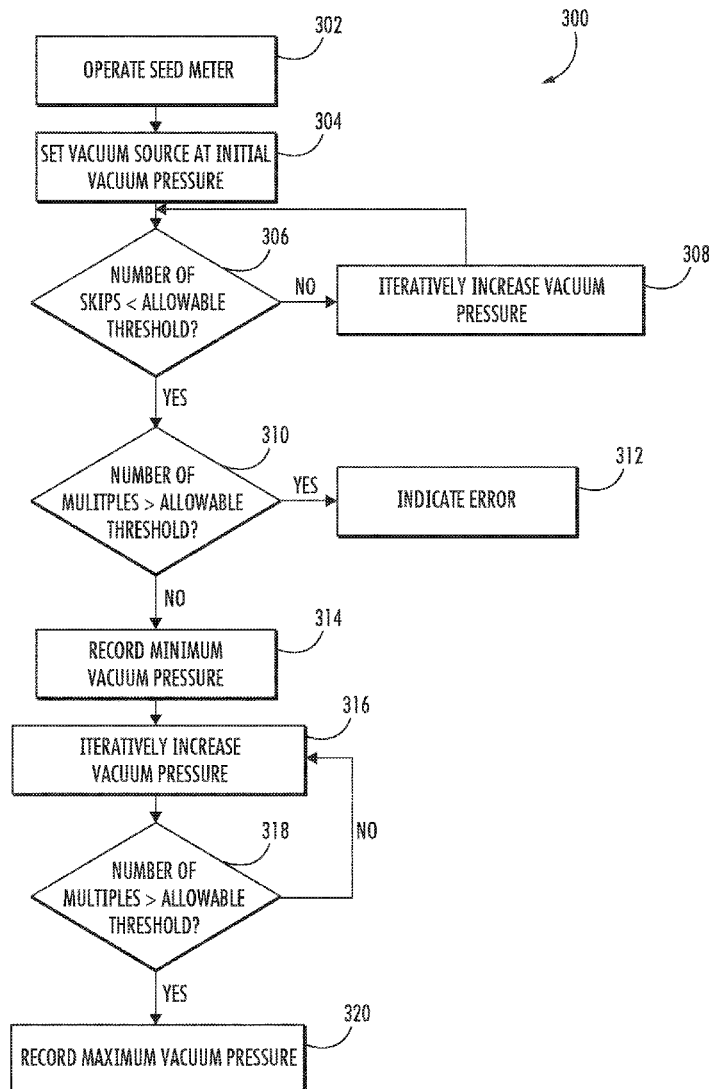 302
300
OPERATE SEED METER
304
SET VACUUM SOURCE AT INITIAL
VACUUM PRESSURE
306
308
NUMBER OF
SKIPS < ALLOWABLE
THRESHOLD?
NO
ITERATIVELY INCREASE VACUUM
PRESSURE
YES
310
312
NUMBER OF
MULITPLES > ALLOWABLE
THRESHOLD?
YES
INDICATE ERROR
NO
314
RECORD MINIMUM
VACUUM PRESSURE
316
ITERATIVELY INCREASE
VACUUM PRESSURE
318
NO
NUMBER OF
MULTIPLES > ALLOWABLE
THRESHOLD?
YES
320
RECORD MAXIMUM VACUUM PRESSURE